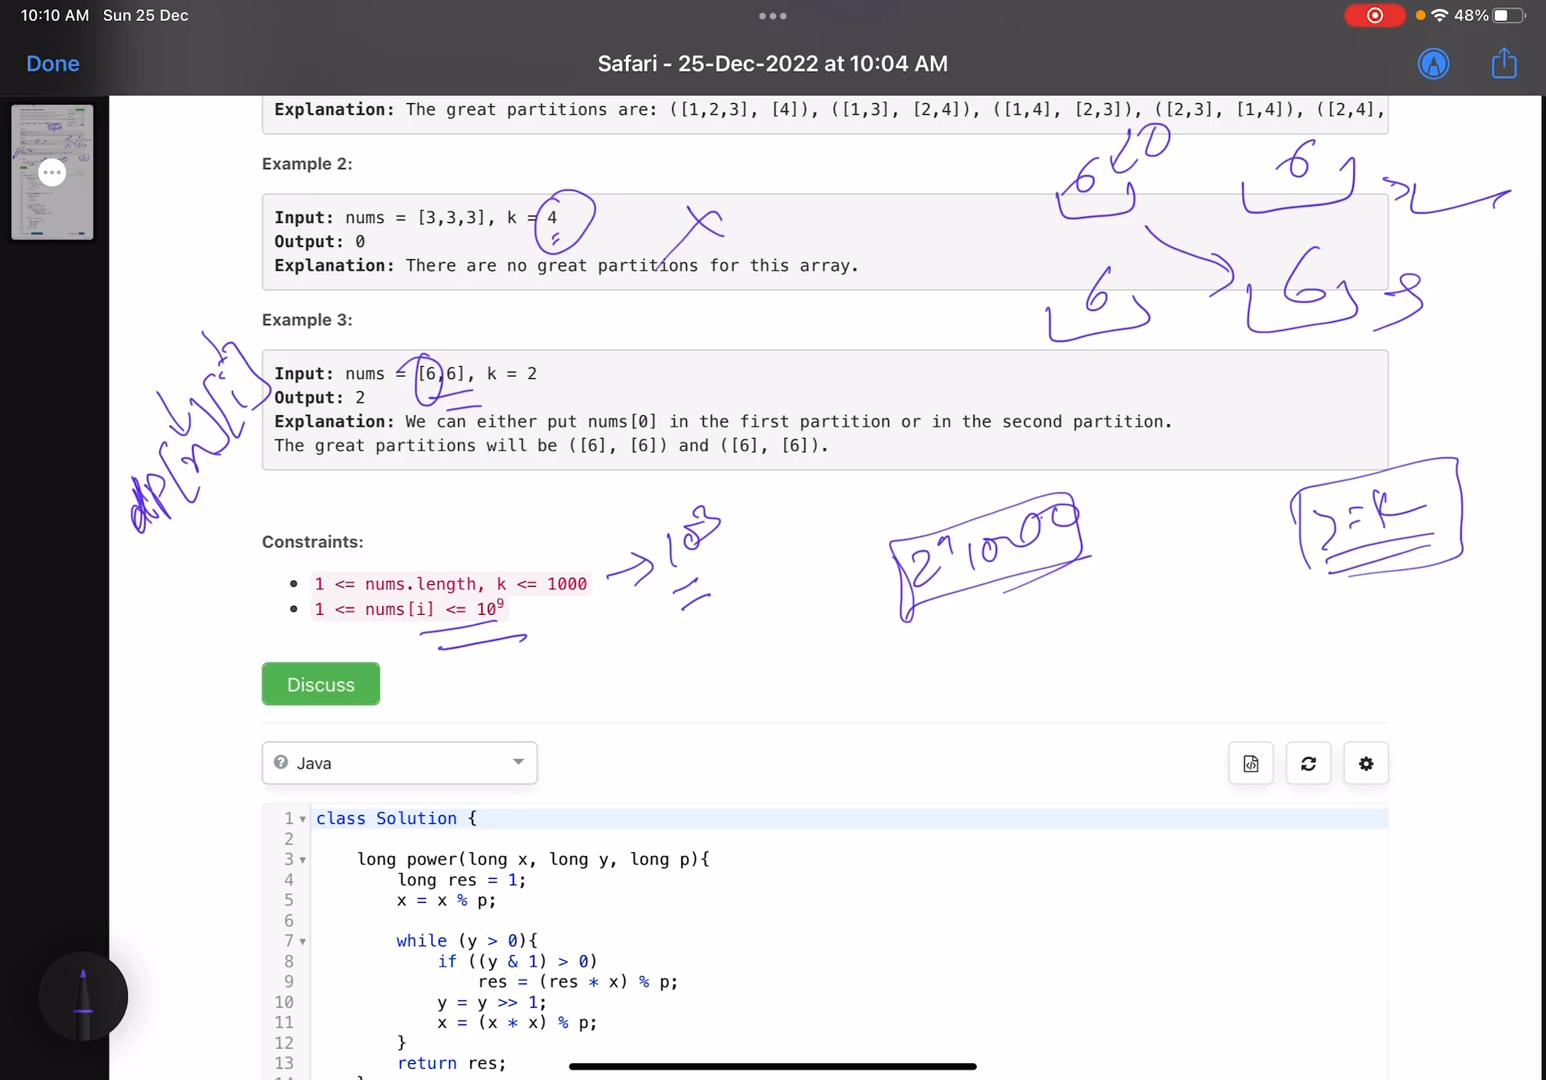 10:10 AM Sun 25 Dec
48%
Done
Safari - 25-Dec-2022 at 10:04 AM
Explanation: The great partitions are: ([1,2,3], [4]), ([1,3], [2,4]), ([1,4], [2,3]), ([2,3], [1,4]), ([2,4],
Example 2:
6 6
Input: nums = [3,3,3], k = 4
Output: 0
Explanation: There are no great partitions for this array.
6 6
Example 3:
Input: nums = [6,6], k = 2
Output: 2
Explanation: We can either put nums[0] in the first partition or in the second partition.
The great partitions will be ([6], [6]) and ([6], [6]).
dp[n][i]
Constraints:
1 <= nums.length, k <= 1000
10³
1 <= nums[i] <= 10⁹
Discuss
Java
1 class Solution {
2
3 long power(long x, long y, long p){
4 long res = 1;
5 x = x % p;
6
7 while (y > 0){
8 if ((y & 1) > 0)
9 res = (res * x) % p;
10 y = y >> 1;
11 x = (x * x) % p;
12 }
13 return res;